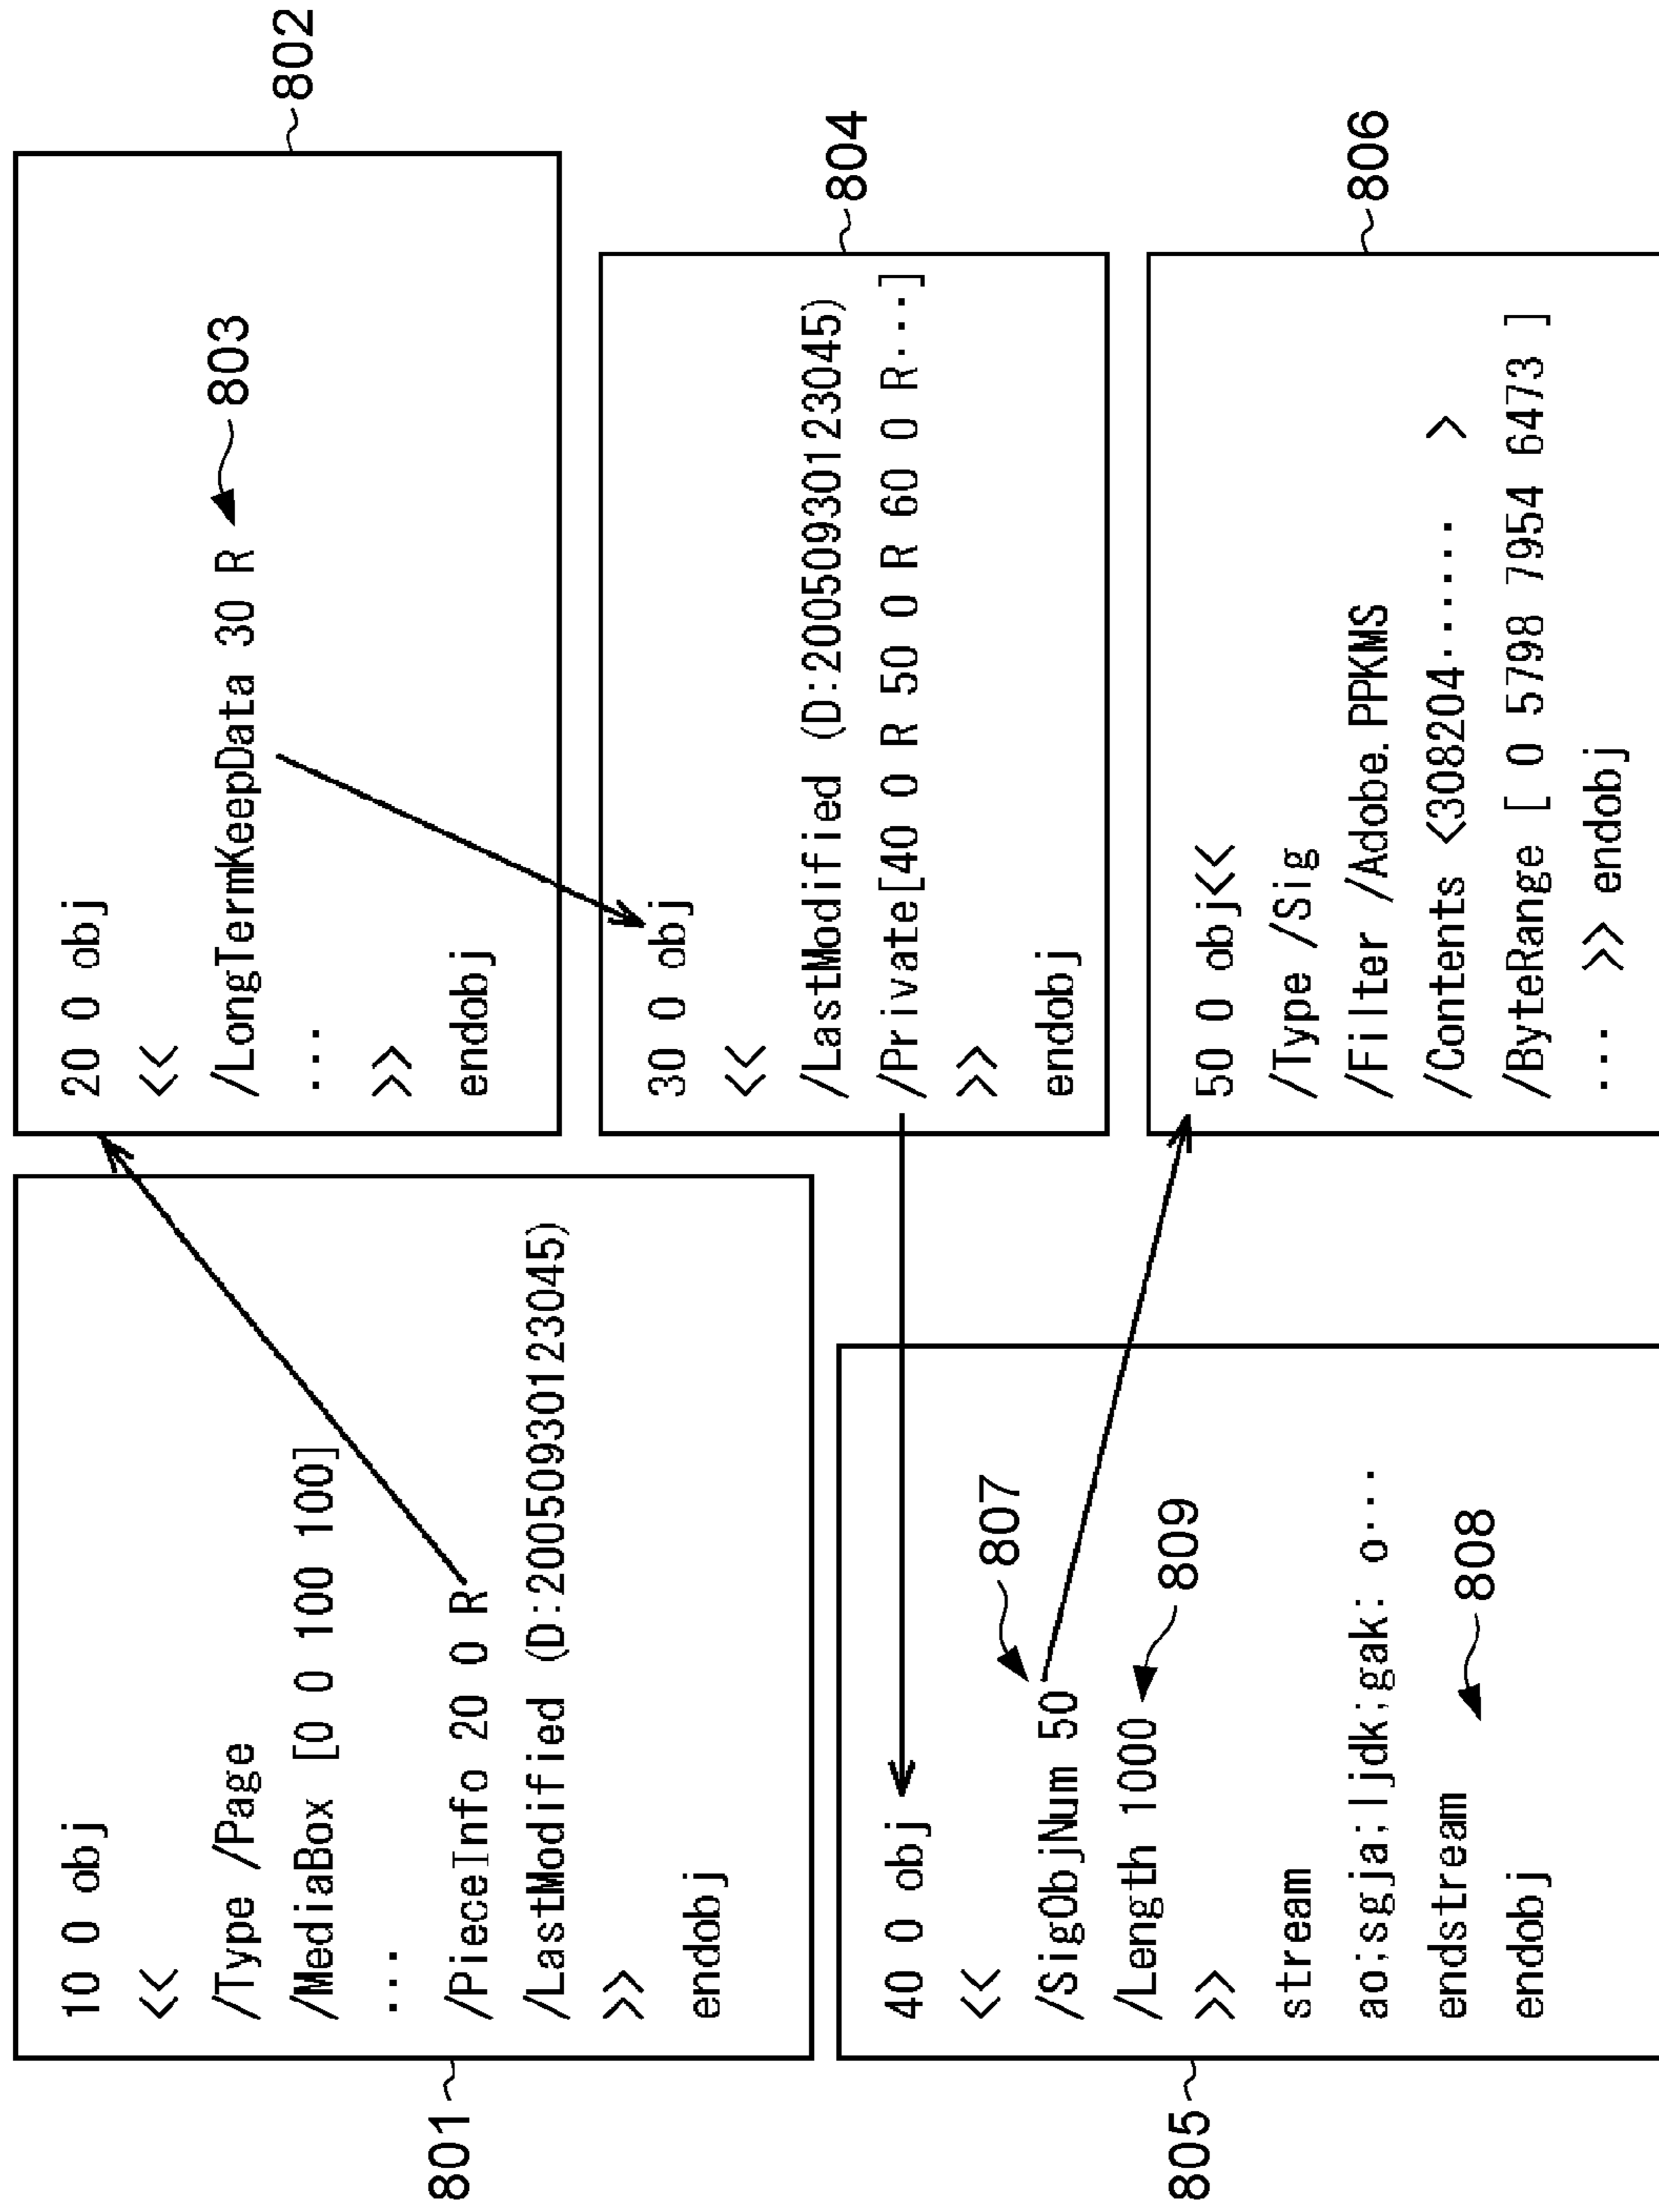 801
10 0 obj
<<
/Type /Page
/MediaBox [0 0 100 100]
...
/PieceInfo 20 0 R
/LastModified (D:20050930123045)
>>
endobj
802
20 0 obj
<<
/LongTermKeepData 30 R
803
...
>>
endobj
804
30 0 obj
<<
/LastModified (D:20050930123045)
/Private[40 0 R 50 0 R 60 0 R...]
>>
endobj
805
40 0 obj
<<
/SigObjNum 50
807
/Length 1000
809
>>
stream
ao;sgja;ljdk;gak: o...
endstream
808
endobj
806
50 0 obj<<
/Type /Sig
/Filter /Adobe.PPKMS
/Contents <308204....... >
/ByteRange [ 0 5798 7954 6473 ]
... >> endobj